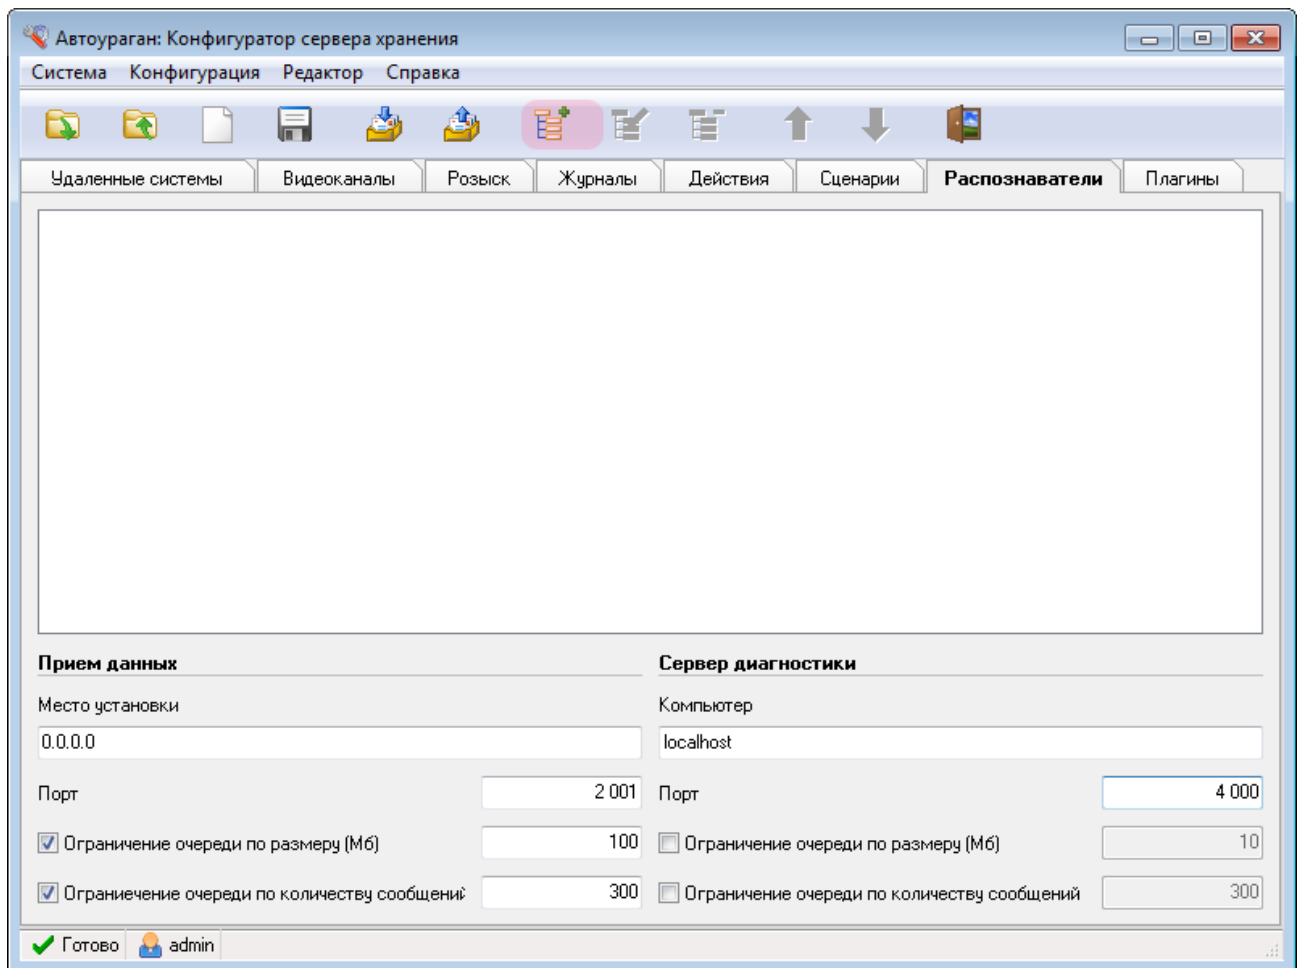 Автоураган: Конфигуратор сервера хранения
Система Конфигурация Редактор Справка
Удаленные системы Видеоканалы Розыск Журналы Действия Сценарии Распознаватели Плагины
Прием данных Сервер диагностики
Место установки Компьютер
0.0.0.0 localhost
Порт 2 001 Порт 4 000
Ограничение очереди по размеру (Мб) 100 Ограничение очереди по размеру (Мб) 10
Ограниечение очереди по количеству сообщений 300 Ограничение очереди по количеству сообщений 300
Готово admin